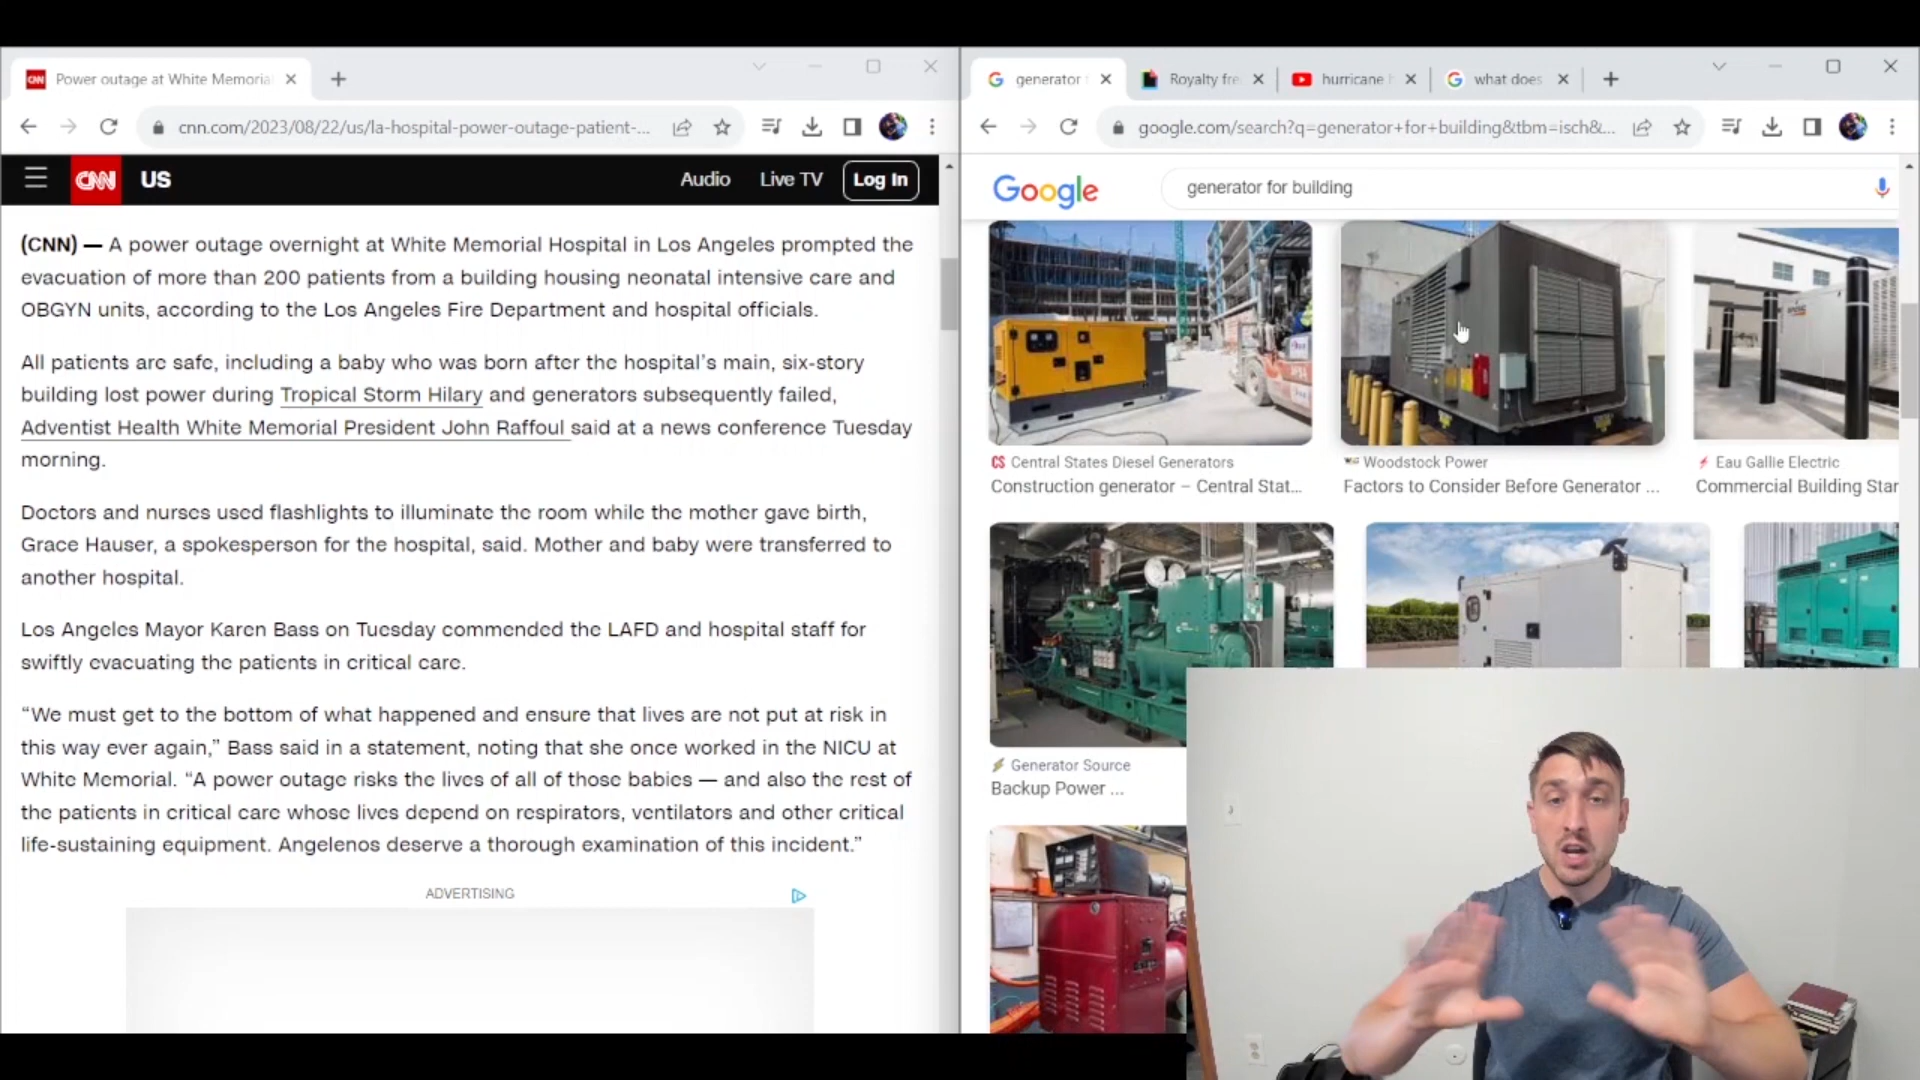 Power outage at White Memoria
cnn.com/2023/08/22/us/la-hospital-power-outage-patient-...
CNN US Audio Live TV Log In
(CNN) — A power outage overnight at White Memorial Hospital in Los Angeles prompted the
evacuation of more than 200 patients from a building housing neonatal intensive care and
OBGYN units, according to the Los Angeles Fire Department and hospital officials.
All patients are safe, including a baby who was born after the hospital's main, six-story
building lost power during Tropical Storm Hilary and generators subsequently failed,
Adventist Health White Memorial President John Raffoul said at a news conference Tuesday
morning.
Doctors and nurses used flashlights to illuminate the room while the mother gave birth,
Grace Hauser, a spokesperson for the hospital, said. Mother and baby were transferred to
another hospital.
Los Angeles Mayor Karen Bass on Tuesday commended the LAFD and hospital staff for
swiftly evacuating the patients in critical care.
“We must get to the bottom of what happened and ensure that lives are not put at risk in
this way ever again,” Bass said in a statement, noting that she once worked in the NICU at
White Memorial. “A power outage risks the lives of all of those babies — and also the rest of
the patients in critical care whose lives depend on respirators, ventilators and other critical
life-sustaining equipment. Angelenos deserve a thorough examination of this incident.”
ADVERTISING
generator Royalty fre hurricane what does
google.com/search?q=generator+for+building&tbm=isch&...
Google generator for building
Central States Diesel Generators
Construction generator – Central Stat...
Woodstock Power
Factors to Consider Before Generator ...
Eau Gallie Electric
Commercial Building Star
Generator Source
Backup Power ...